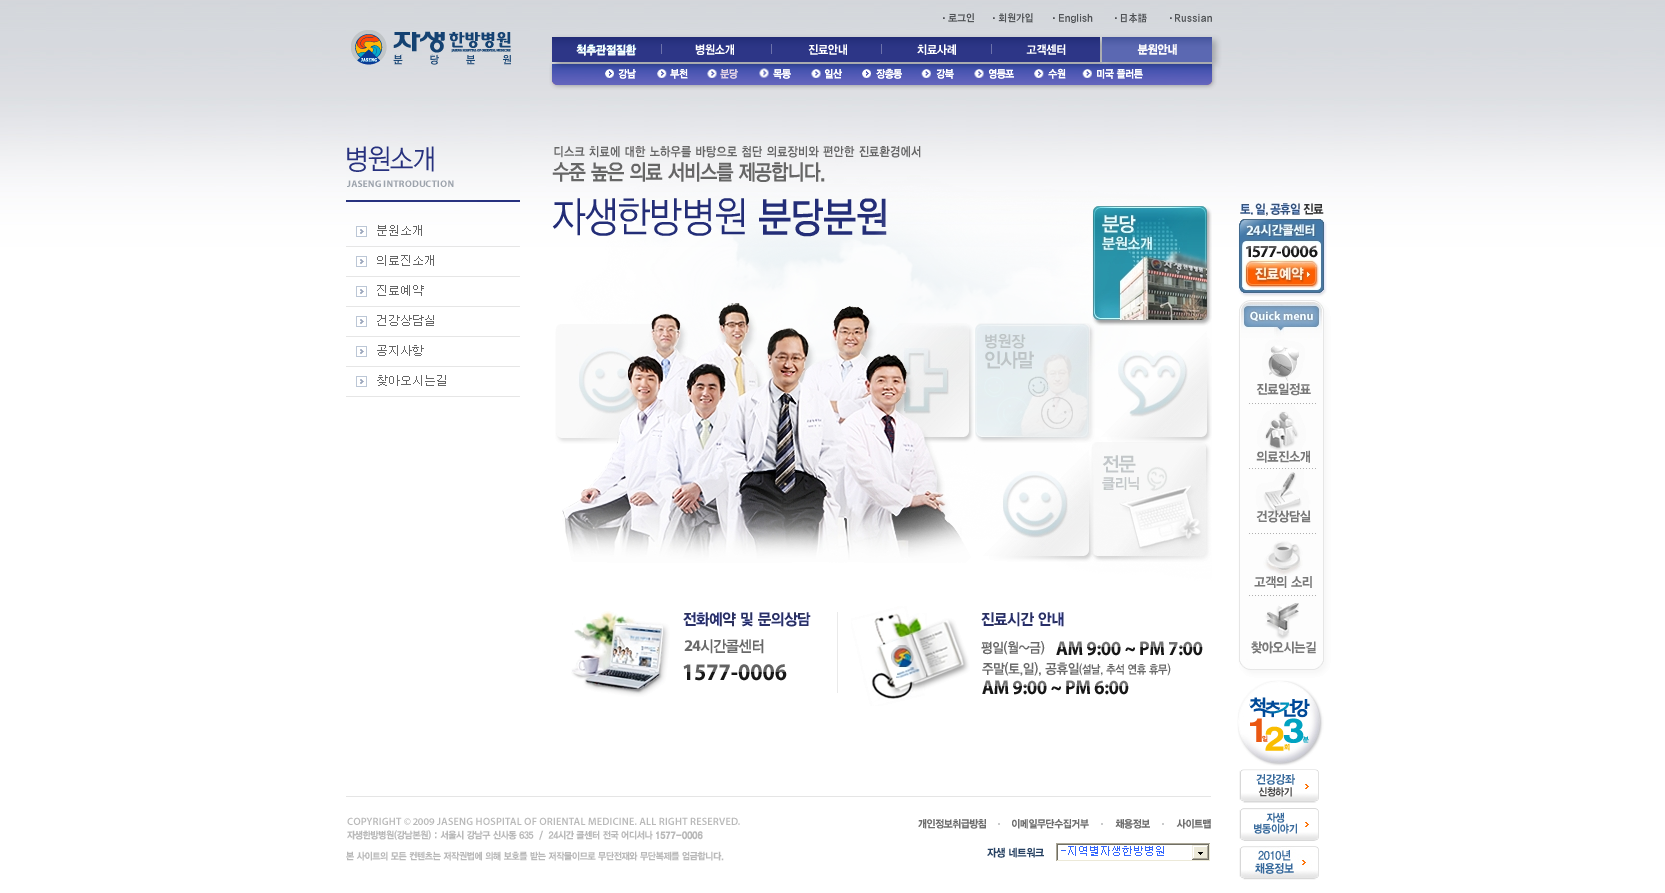 로그인 회원가입 English 日本語 Russian
JASENG
자생한방병원
분당분원
척추관절질환 병원소개 진료안내 치료사례 고객센터 분원안내
강남 부천 분당 목동 일산 장충동 강북 영등포 수원 미국 풀러튼
병원소개
JASENG INTRODUCTION
분원소개
의료진소개
진료예약
건강상담실
공지사항
찾아오시는길
디스크 치료에 대한 노하우를 바탕으로 첨단 의료장비와 편안한 진료환경에서
수준 높은 의료 서비스를 제공합니다.
자생한방병원 분당분원
분당
분원소개
병원장
인사말
전문
클리닉
토, 일, 공휴일 진료
24시간콜센터
1577-0006
진료예약
Quick menu
진료일정표
의료진소개
건강상담실
고객의 소리
찾아오시는길
전화예약 및 문의상담
24시간콜센터
1577-0006
진료시간 안내
평일(월~금) AM 9:00 ~ PM 7:00
주말(토,일), 공휴일(설날, 추석 연휴 휴무)
AM 9:00 ~ PM 6:00
척추건강
1 2 3
건강강좌
신청하기
자생
병동이야기
2010년
채용정보
COPYRIGHT © 2009 JASENG HOSPITAL OF ORIENTAL MEDICINE. ALL RIGHT RESERVED.
자생한방병원(강남본원) : 서울시 강남구 신사동 635 / 24시간 콜센터 전국 어디서나 1577-0006
본 사이트의 모든 컨텐츠는 저작권법에 의해 보호를 받는 저작물이므로 무단전재와 무단복제를 엄금합니다.
개인정보취급방침 · 이메일무단수집거부 · 채용정보 · 사이트맵
자생 네트워크 -지역별자생한방병원